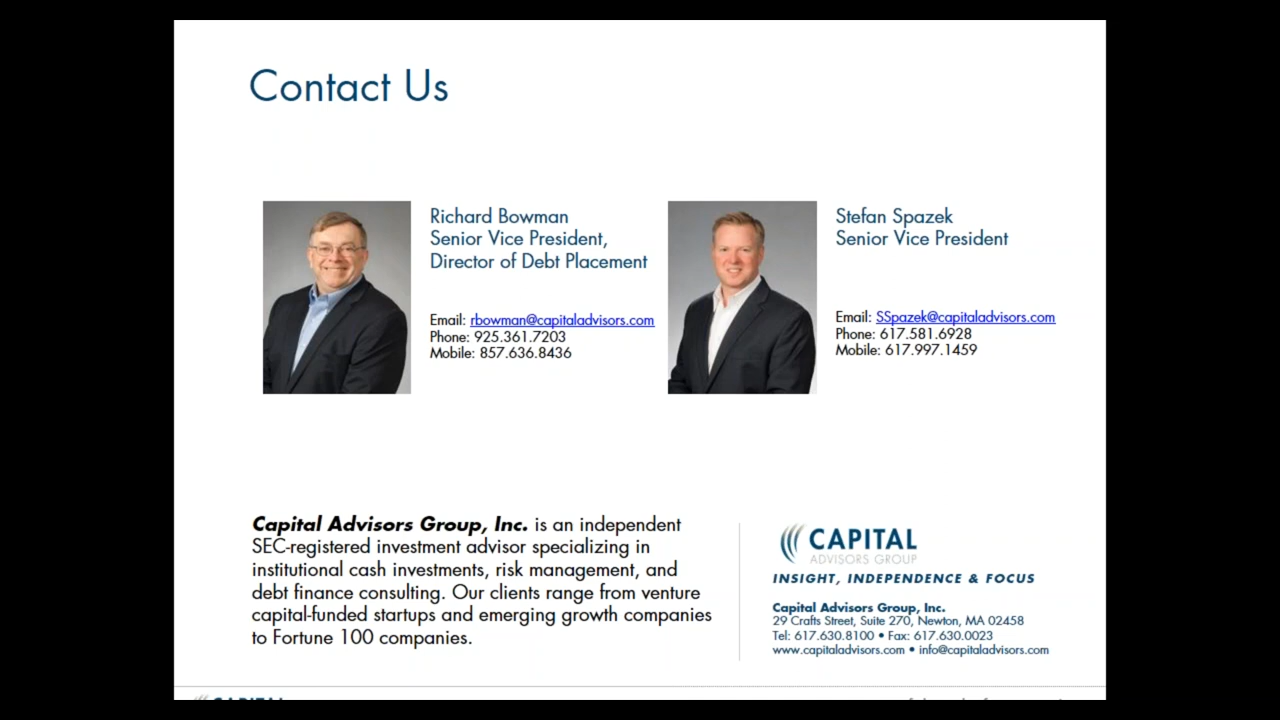 Contact Us
Richard Bowman
Senior Vice President,
Director of Debt Placement
Email: rbowman@capitaladvisors.com
Phone: 925.361.7203
Mobile: 857.636.8436
Stefan Spazek
Senior Vice President
Email: SSpazek@capitaladvisors.com
Phone: 617.581.6928
Mobile: 617.997.1459
Capital Advisors Group, Inc. is an independent
SEC-registered investment advisor specializing in
institutional cash investments, risk management, and
debt finance consulting. Our clients range from venture
capital-funded startups and emerging growth companies
to Fortune 100 companies.
CAPITAL
ADVISORS GROUP
INSIGHT, INDEPENDENCE & FOCUS
Capital Advisors Group, Inc.
29 Crafts Street, Suite 270, Newton, MA 02458
Tel: 617.630.8100 • Fax: 617.630.0023
www.capitaladvisors.com • info@capitaladvisors.com
CAPITAL